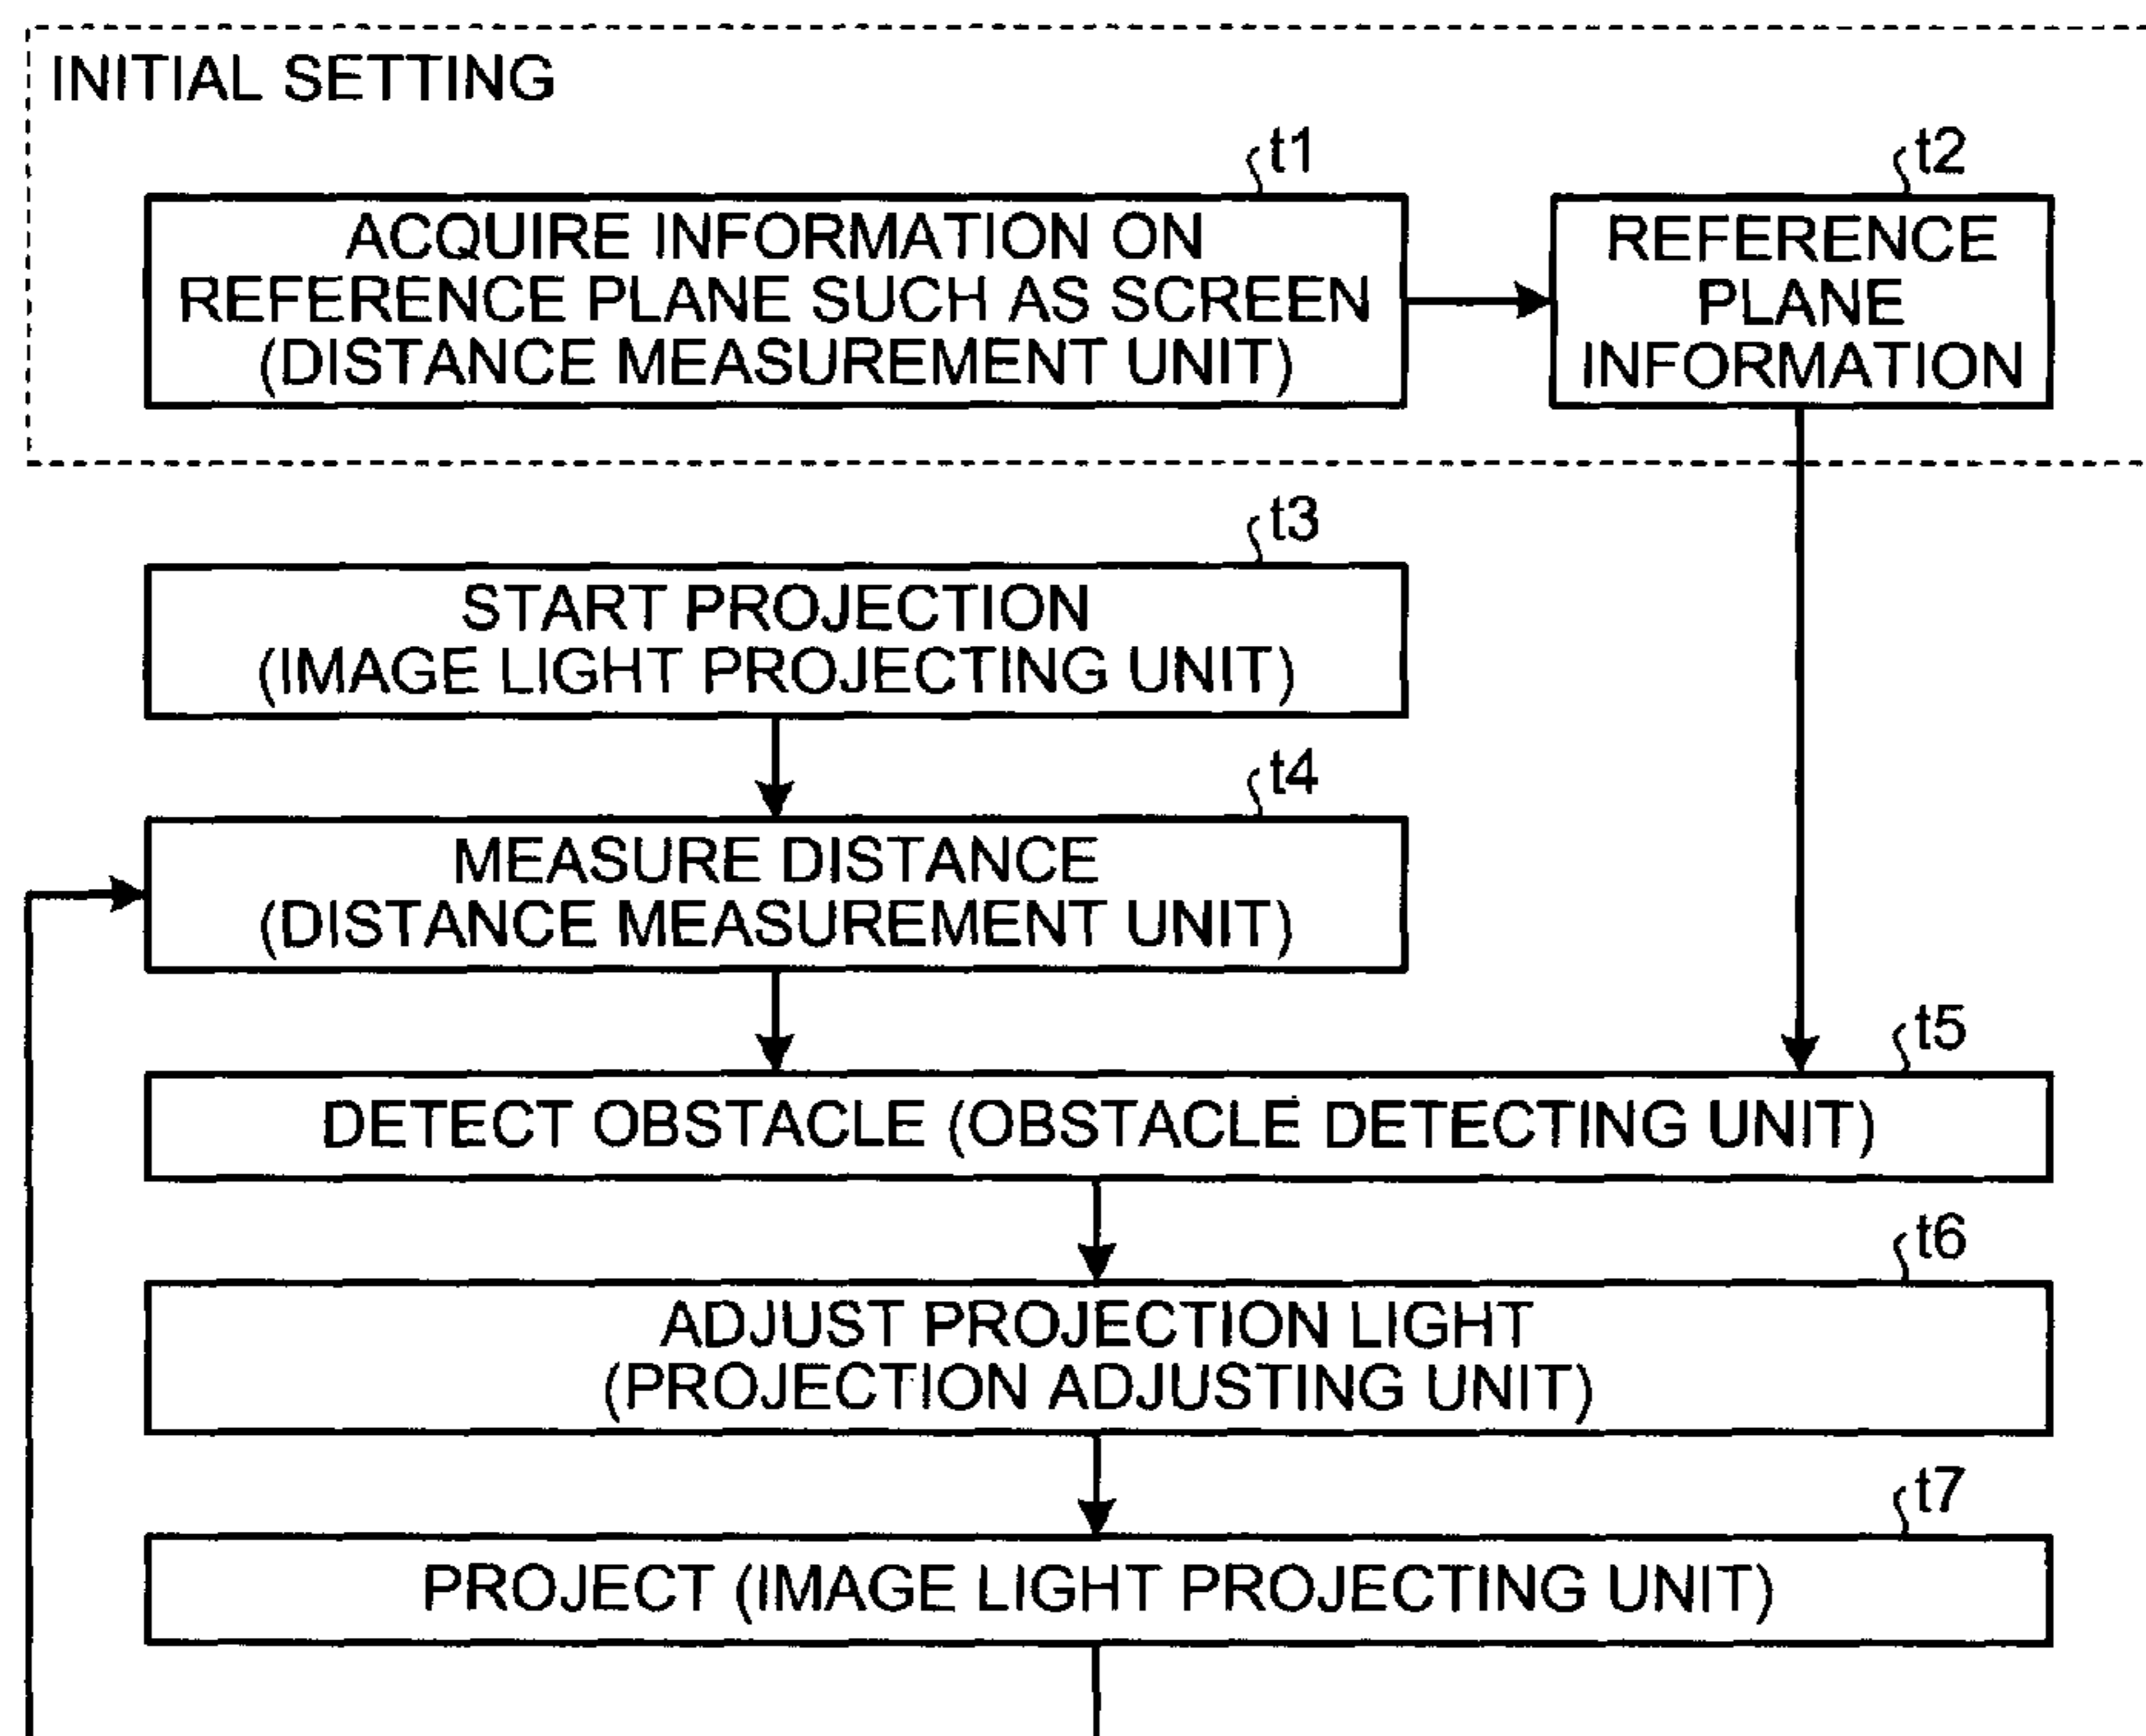 INITIAL SETTING
t1
ACQUIRE INFORMATION ON
REFERENCE PLANE SUCH AS SCREEN
(DISTANCE MEASUREMENT UNIT)
t2
REFERENCE
PLANE
INFORMATION
t3
START PROJECTION
(IMAGE LIGHT PROJECTING UNIT)
t4
MEASURE DISTANCE
(DISTANCE MEASUREMENT UNIT)
t5
DETECT OBSTACLE (OBSTACLE DETECTING UNIT)
t6
ADJUST PROJECTION LIGHT
(PROJECTION ADJUSTING UNIT)
t7
PROJECT (IMAGE LIGHT PROJECTING UNIT)